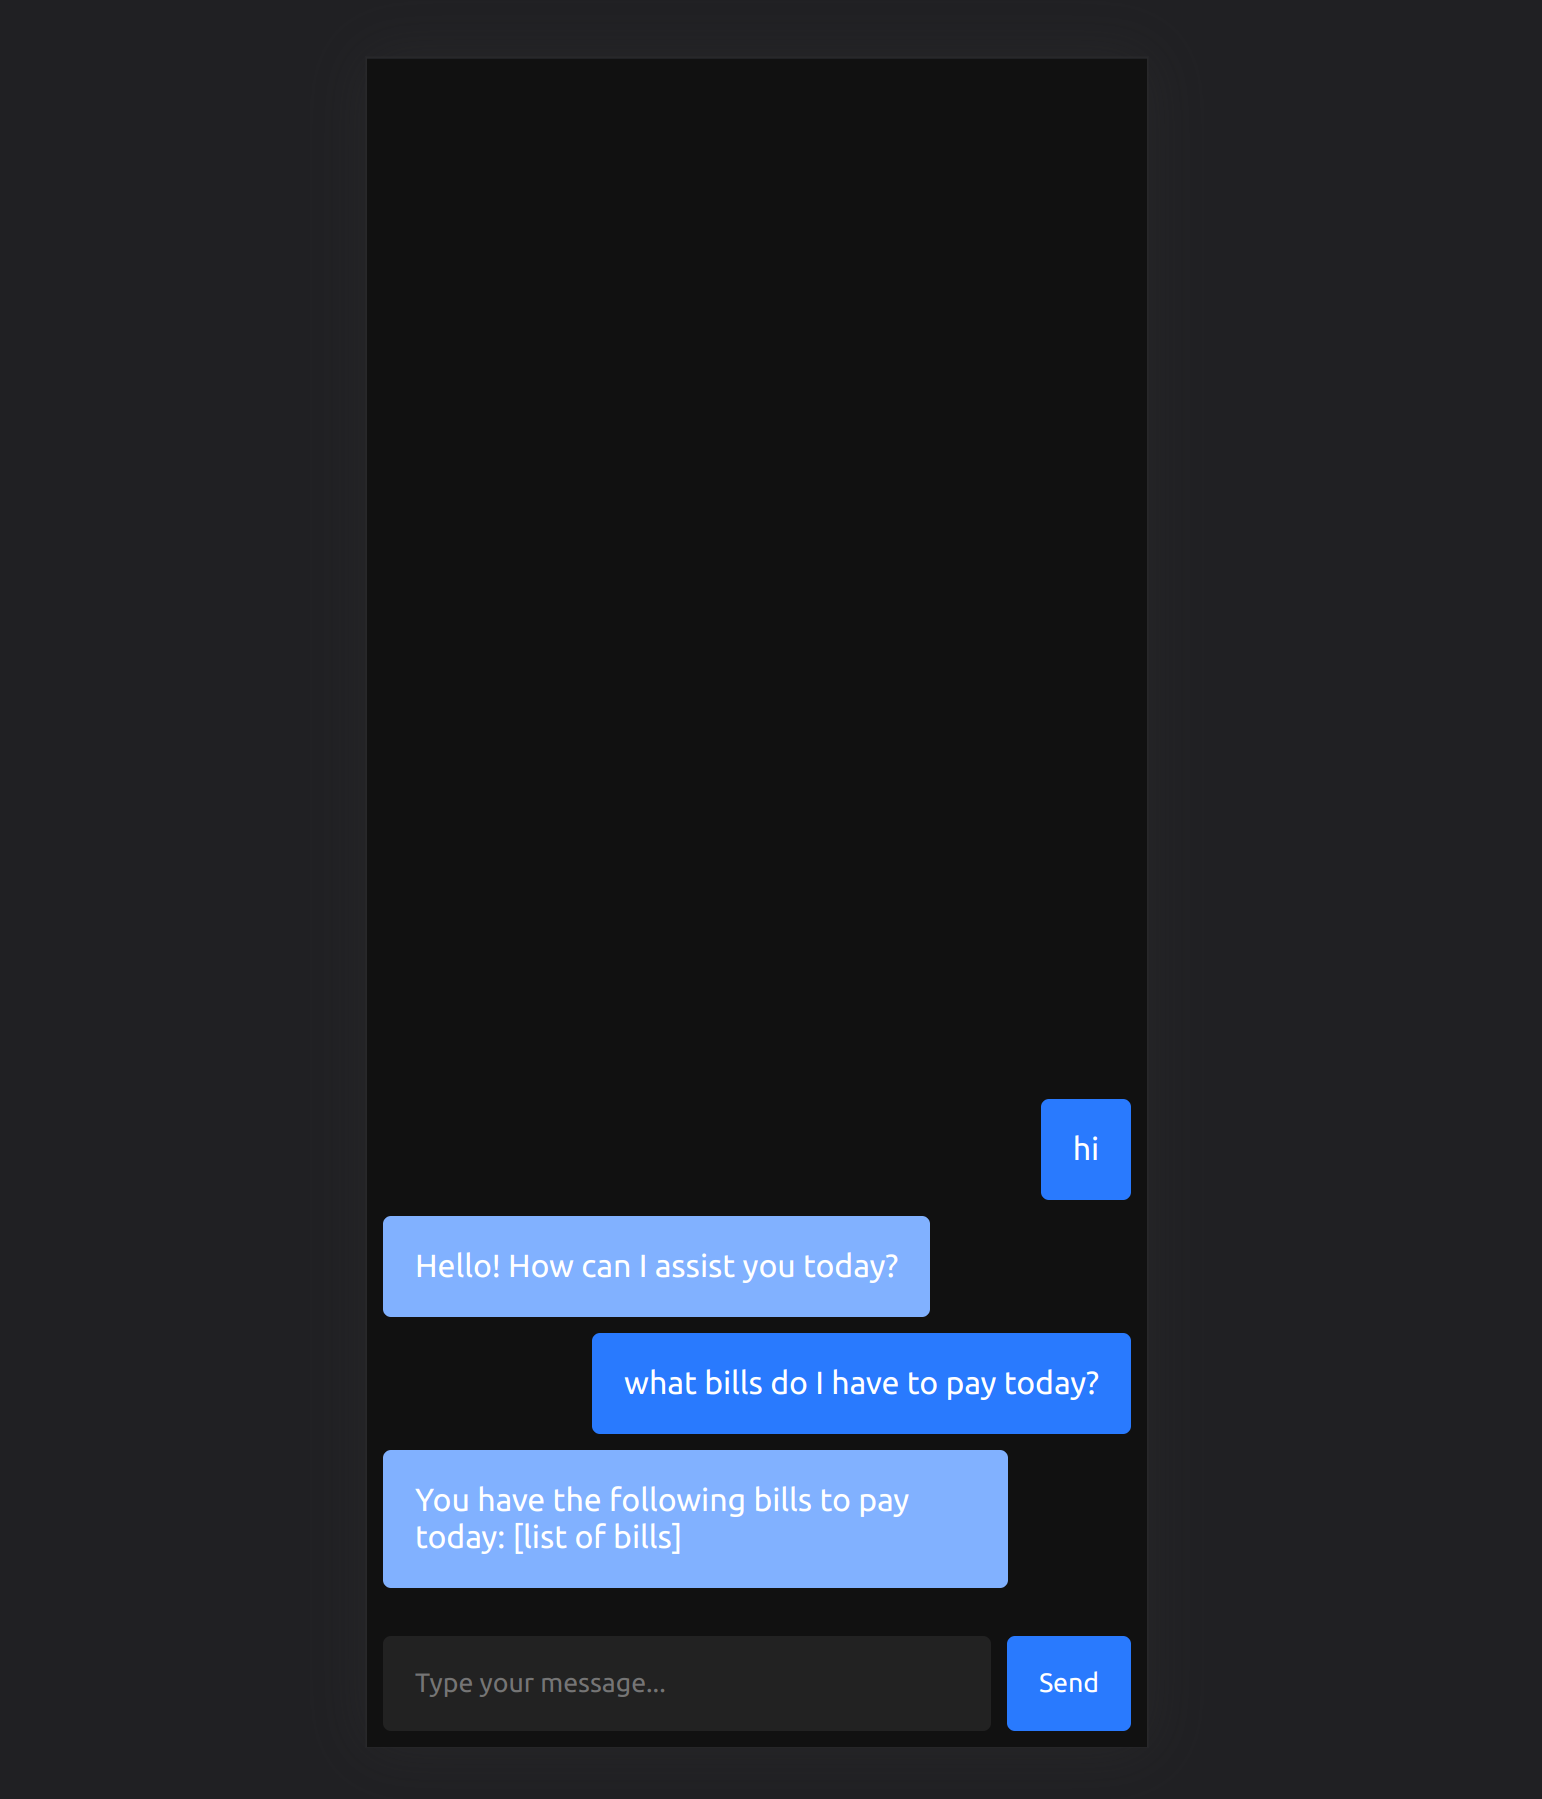 hi
Hello! How can I assist you today?
what bills do I have to pay today?
You have the following bills to pay
today: [list of bills]
Type your message...
Send